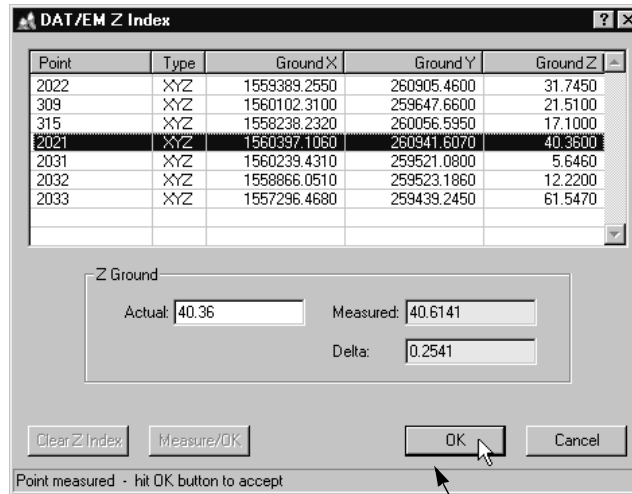 DAT/EM Z Index
Point Type Ground X Ground Y Ground Z
2022 XYZ 1559389.2550 260905.4600 31.7450
309 XYZ 1560102.3100 259647.6600 21.5100
315 XYZ 1558238.2320 260056.5950 17.1000
2021 XYZ 1560397.1060 260941.6070 40.3600
2031 XYZ 1560239.4310 259521.0800 5.6460
2032 XYZ 1558866.0510 259523.1860 12.2200
2033 XYZ 1557296.4680 259439.2450 61.5470
Z Ground
Actual: 40.36 Measured: 40.6141
Delta: 0.2541
Clear Z Index Measure/OK OK Cancel
Point measured - hit OK button to accept